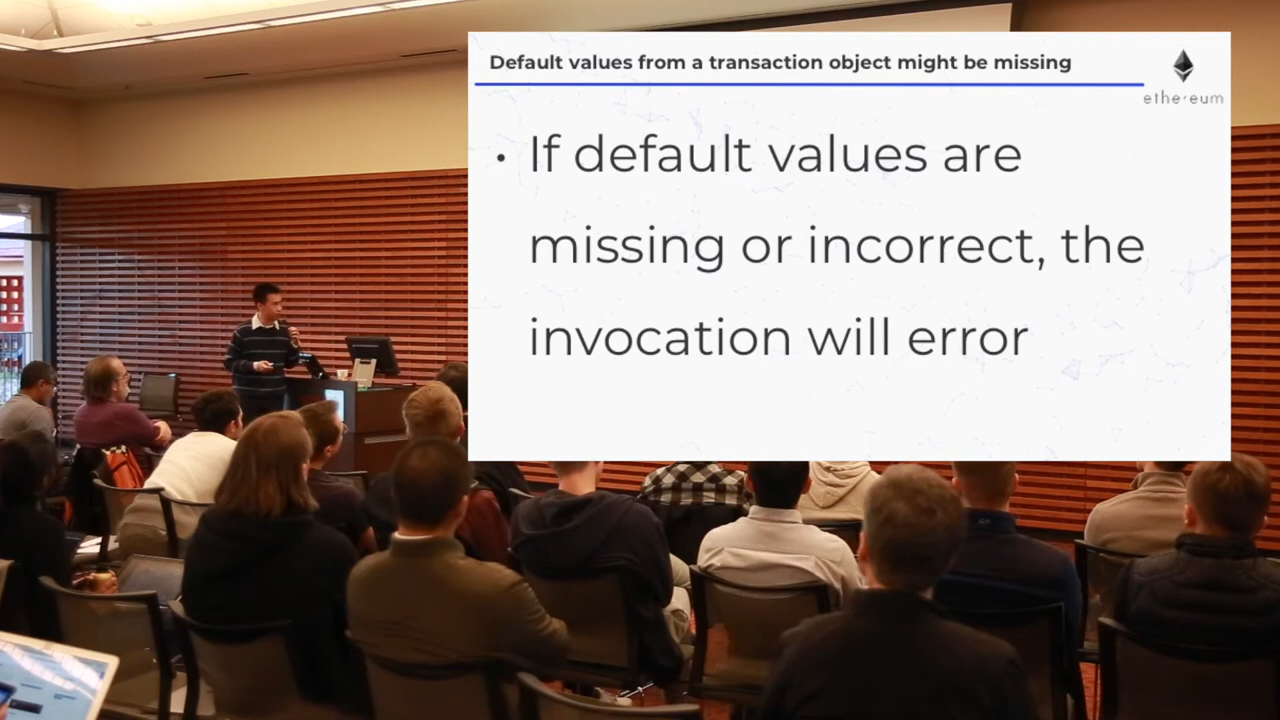 Default values from a transaction object might be missing
ethereum
• If default values are
missing or incorrect, the
invocation will error